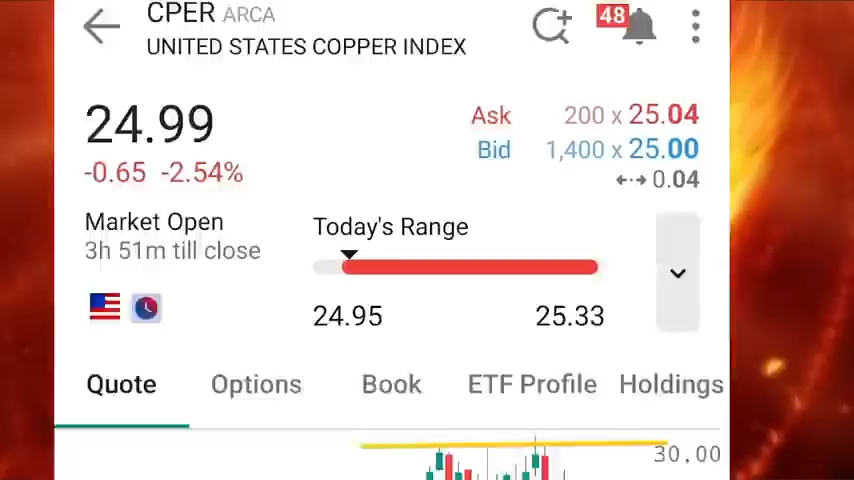 CPER ARCA
48
UNITED STATES COPPER INDEX
24.99
-0.65 -2.54%
Ask 200 x 25.04
Bid 1,400 x 25.00
0.04
Market Open
3h 51m till close
Today's Range
24.95 25.33
Quote Options Book ETF Profile Holdings
30.00